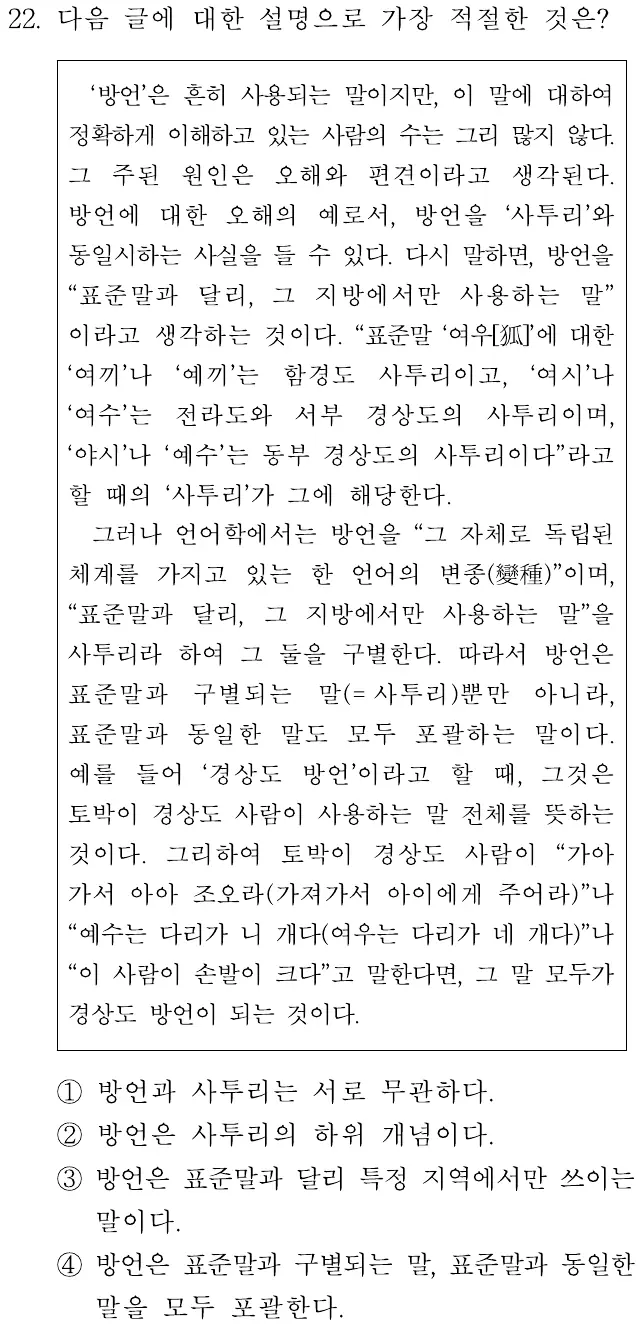 22. 다음 글에 대한 설명으로 가장 적절한 것은?
‘방언’은 흔히 사용되는 말이지만, 이 말에 대하여
정확하게 이해하고 있는 사람의 수는 그리 많지 않다.
그 주된 원인은 오해와 편견이라고 생각된다.
방언에 대한 오해의 예로서, 방언을 ‘사투리’와
동일시하는 사실을 들 수 있다. 다시 말하면, 방언을
“표준말과 달리, 그 지방에서만 사용하는 말”
이라고 생각하는 것이다. “표준말 ‘여우[狐]’에 대한
‘여끼’나 ‘예끼’는 함경도 사투리이고, ‘여시’나
‘여수’는 전라도와 서부 경상도의 사투리이며,
‘야시’나 ‘예수’는 동부 경상도의 사투리이다”라고
할 때의 ‘사투리’가 그에 해당한다.
그러나 언어학에서는 방언을 “그 자체로 독립된
체계를 가지고 있는 한 언어의 변종(變種)”이며,
“표준말과 달리, 그 지방에서만 사용하는 말”을
사투리라 하여 그 둘을 구별한다. 따라서 방언은
표준말과 구별되는 말(=사투리)뿐만 아니라,
표준말과 동일한 말도 모두 포괄하는 말이다.
예를 들어 ‘경상도 방언’이라고 할 때, 그것은
토박이 경상도 사람이 사용하는 말 전체를 뜻하는
것이다. 그리하여 토박이 경상도 사람이 “가아
가서 아아 조오라(가져가서 아이에게 주어라)”나
“예수는 다리가 니 개다(여우는 다리가 네 개다)”나
“이 사람이 손발이 크다”고 말한다면, 그 말 모두가
경상도 방언이 되는 것이다.
① 방언과 사투리는 서로 무관하다.
② 방언은 사투리의 하위 개념이다.
③ 방언은 표준말과 달리 특정 지역에서만 쓰이는
말이다.
④ 방언은 표준말과 구별되는 말, 표준말과 동일한
말을 모두 포괄한다.